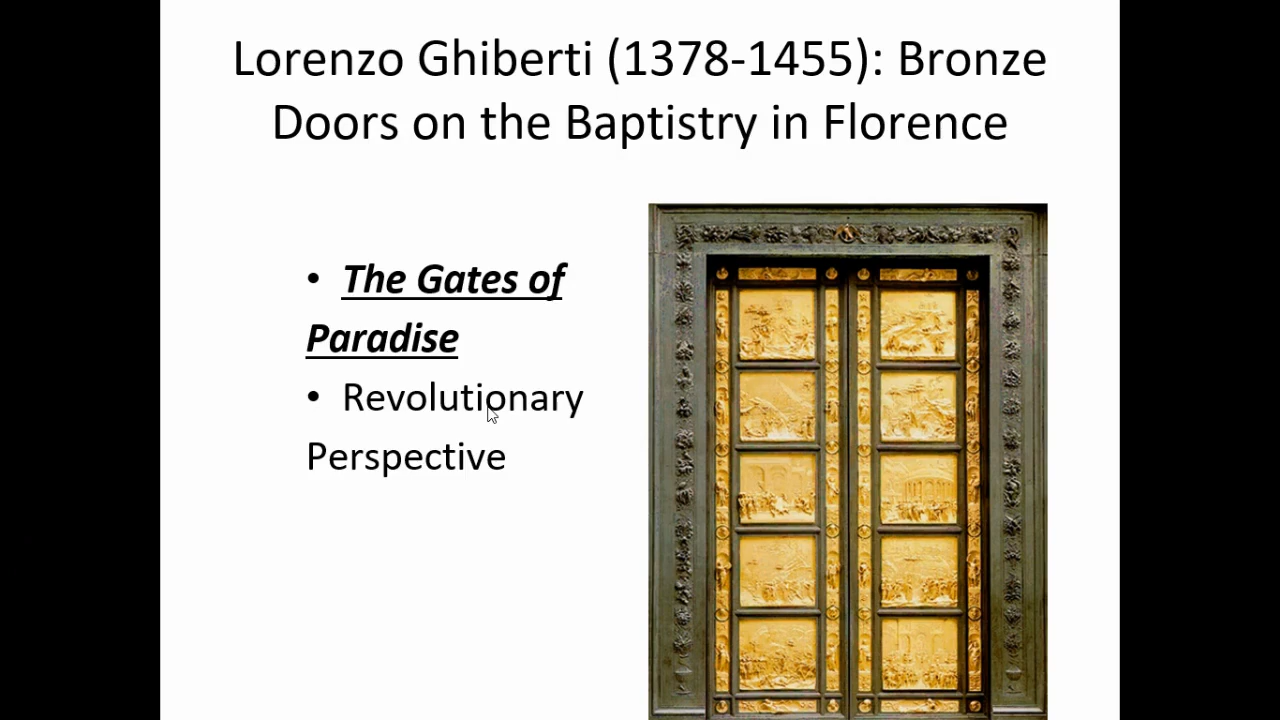 Lorenzo Ghiberti (1378-1455): Bronze
Doors on the Baptistry in Florence
• The Gates of
Paradise
• Revolutionary
Perspective